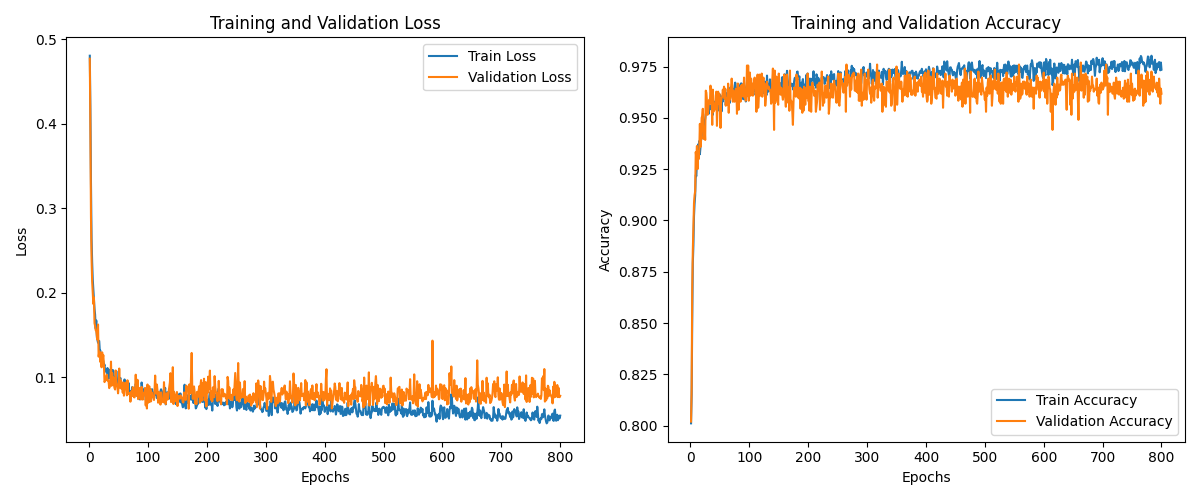 Training and Validation Loss
Train Loss
Validation Loss
0.5
0.4
0.3
0.2
0.1
Loss
0 100 200 300 400 500 600 700 800
Epochs
Training and Validation Accuracy
0.975
0.950
0.925
0.900
0.875
0.850
0.825
0.800
Accuracy
Train Accuracy
Validation Accuracy
0 100 200 300 400 500 600 700 800
Epochs